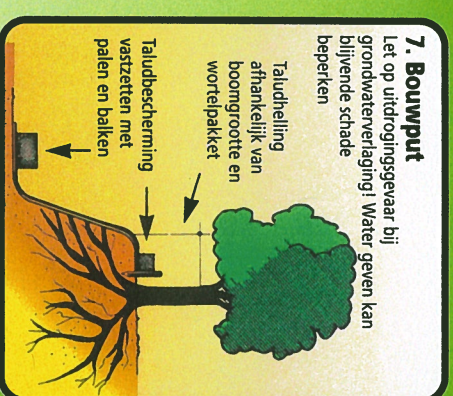 7. Bouwput
Let op uitdrogingsgevaar bij
grondwaterverlaging! Water geven kan
blijvende schade
beperken
Taludhelling
afhankelijk van
boomgrootte en
wortelpakket
Taludbescherming
vastzetten met
palen en balken